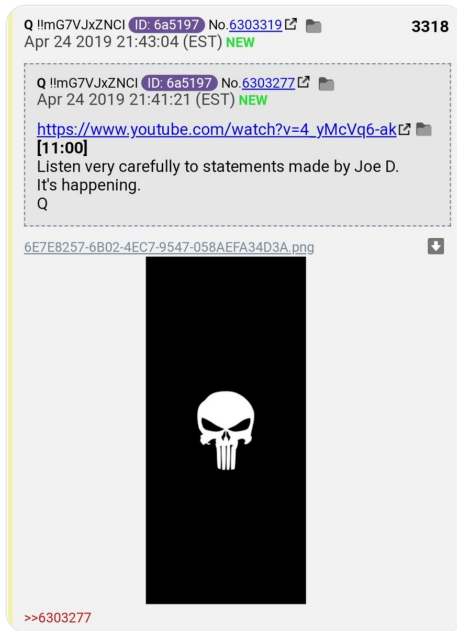 Q !!mG7VJxZNCI ID: 6a5197 No.6303319 3318
Apr 24 2019 21:43:04 (EST) NEW
Q !!mG7VJxZNCI ID: 6a5197 No.6303277
Apr 24 2019 21:41:21 (EST) NEW
https://www.youtube.com/watch?v=4_yMcVq6-ak
[11:00]
Listen very carefully to statements made by Joe D.
It's happening.
Q
6E7E8257-6B02-4EC7-9547-058AEFA34D3A.png
>>6303277